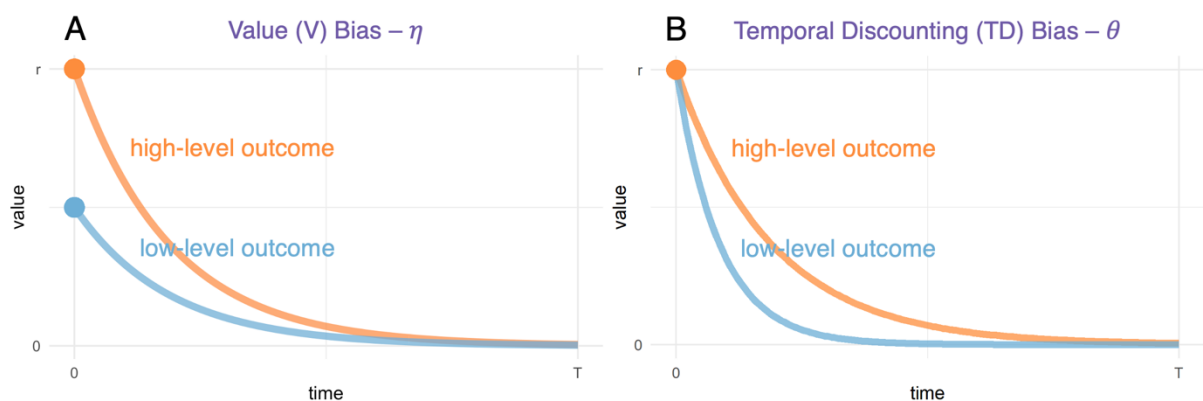 A
Value (V) Bias – η
r
high-level outcome
value
low-level outcome
0
0
T
time
B
Temporal Discounting (TD) Bias – θ
r
high-level outcome
value
low-level outcome
0
0
T
time